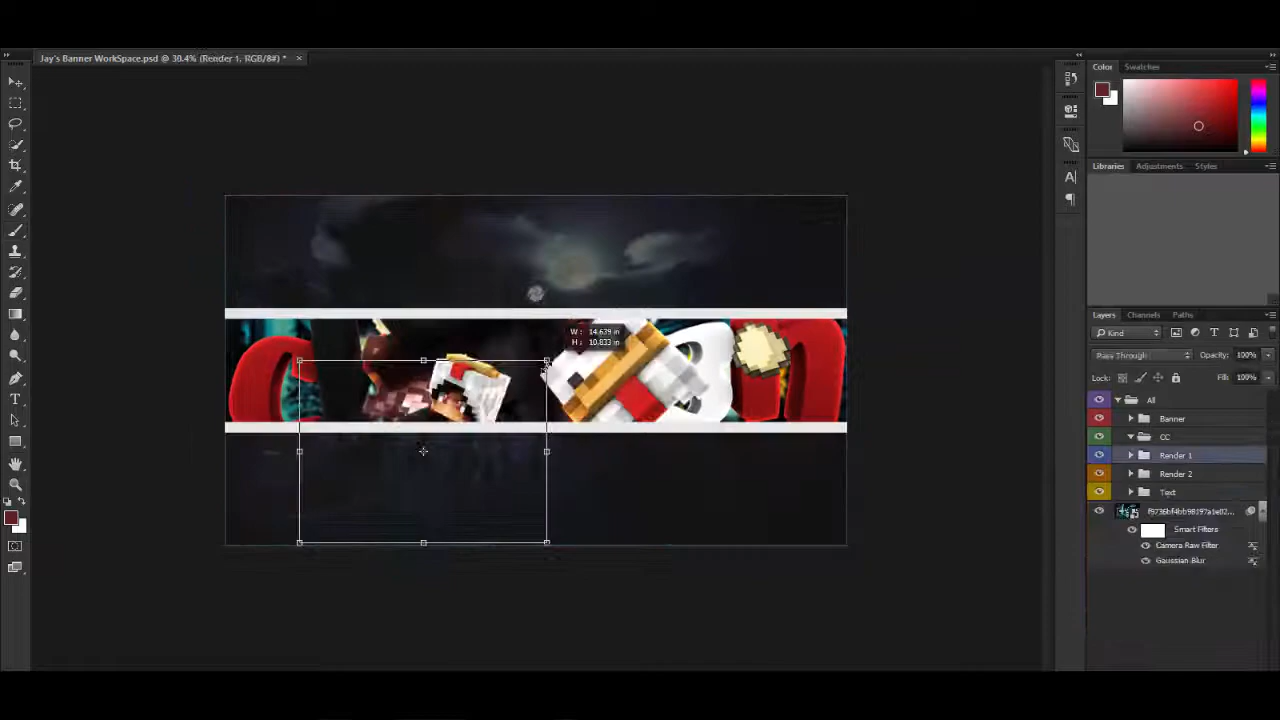 Jay's Banner WorkSpace.psd @ 30.4% (Render 1, RGB/8#) * ×
Color
Swatches
Libraries
Adjustments
Styles
W: 14.639 in
H: 10.833 in
Layers
Channels
Paths
Kind
Pass Through
Opacity: 100%
Lock:
Fill: 100%
All
Banner
CC
Render 1
Render 2
Text
Smart Filters
Camera Raw Filter
Gaussian Blur